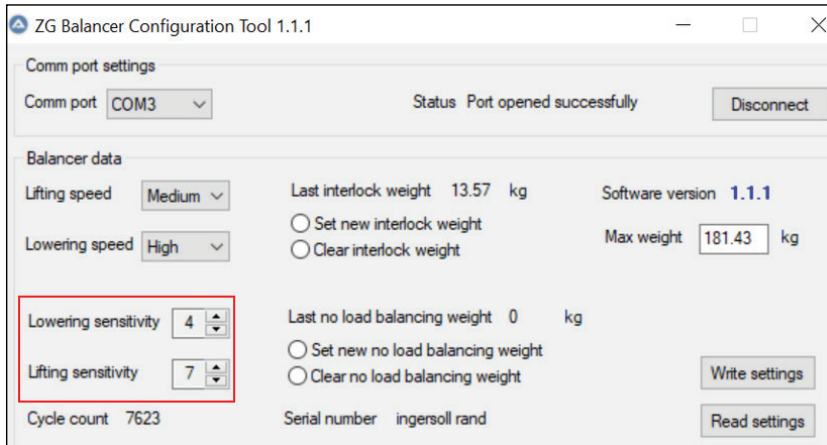 ZG Balancer Configuration Tool 1.1.1
Comm port settings
Comm port COM3 Status Port opened successfully Disconnect
Balancer data
Lifting speed Medium Last interlock weight 13.57 kg Software version 1.1.1
Set new interlock weight
Lowering speed High Clear interlock weight Max weight 181.43 kg
Lowering sensitivity 4 Last no load balancing weight 0 kg
Set new no load balancing weight
Lifting sensitivity 7 Clear no load balancing weight Write settings
Cycle count 7623 Serial number ingersoll rand Read settings